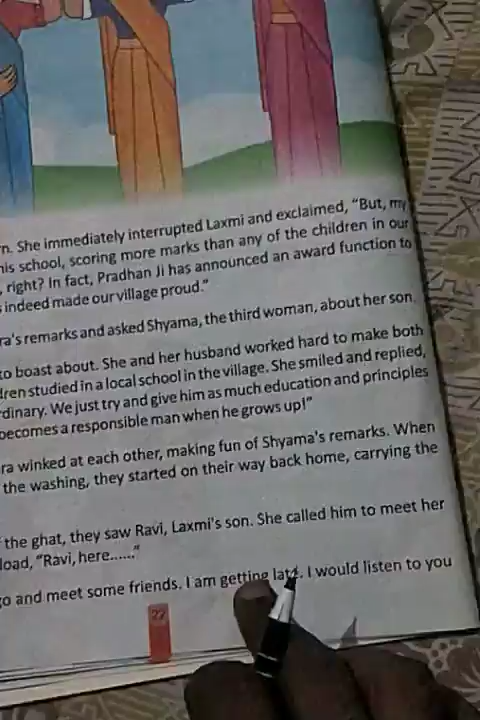 rn. She immediately interrupted Laxmi and exclaimed, "But, my
his school, scoring more marks than any of the children in our
, right? In fact, Pradhan Ji has announced an award function to
s indeed made our village proud."
ra's remarks and asked Shyama, the third woman, about her son.
to boast about. She and her husband worked hard to make both
dren studied in a local school in the village. She smiled and replied,
rdinary. We just try and give him as much education and principles
becomes a responsible man when he grows up!"
ra winked at each other, making fun of Shyama's remarks. When
the washing, they started on their way back home, carrying the
the ghat, they saw Ravi, Laxmi's son. She called him to meet her
load, "Ravi, here......"
go and meet some friends. I am getting late. I would listen to you